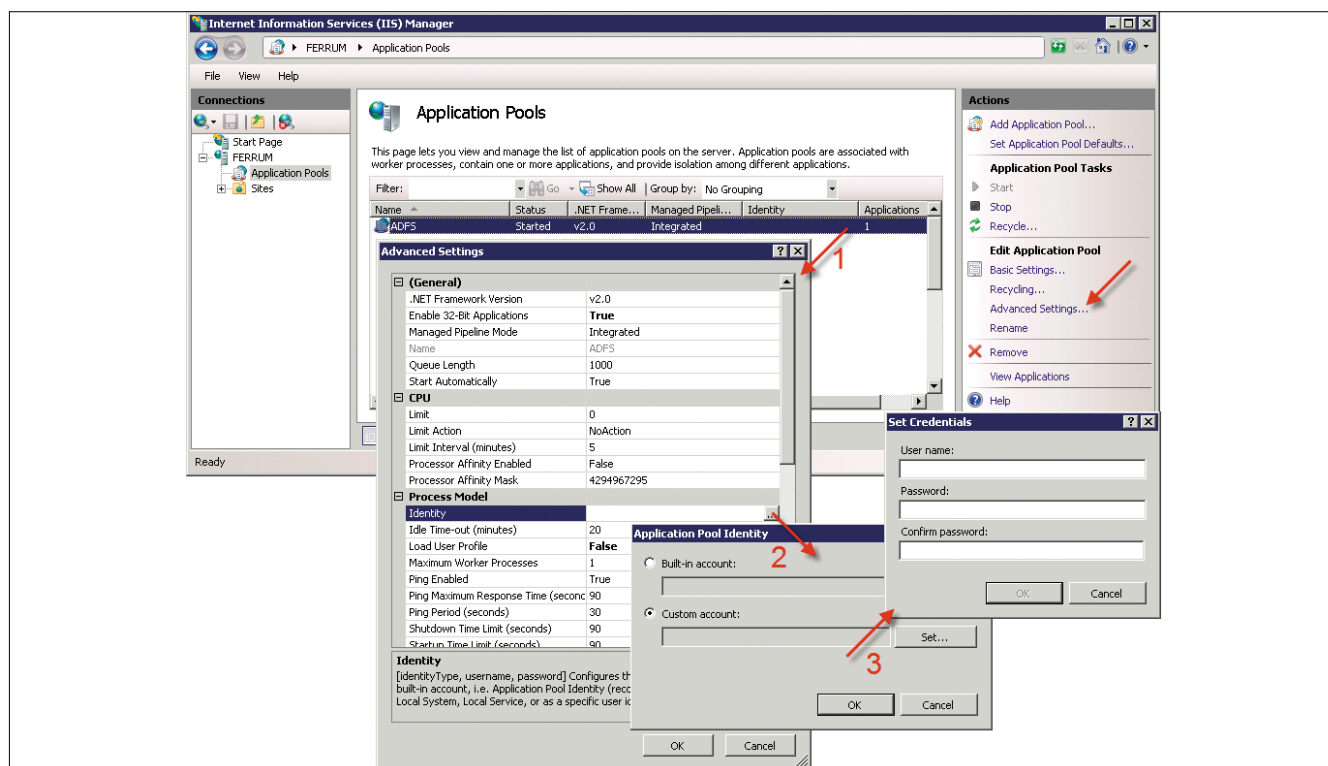 Internet Information Services (IIS) Manager
FERRUM Application Pools
File View Help
Connections
Start Page
FERRUM
Application Pools
Sites
Application Pools
This page lets you view and manage the list of application pools on the server. Application pools are associated with
worker processes, contain one or more applications, and provide isolation among different applications.
Filter: Go Show All Group by: No Grouping
Name Status .NET Frame... Managed Pipeli... Identity Applications
ADFS Started v2.0 Integrated 1
Actions
Add Application Pool...
Set Application Pool Defaults...
Application Pool Tasks
Start
Stop
Recycle...
Edit Application Pool
Basic Settings...
Recycling...
Advanced Settings...
Rename
Remove
View Applications
Help
Ready
1
Advanced Settings
(General)
.NET Framework Version v2.0
Enable 32-Bit Applications True
Managed Pipeline Mode Integrated
Name ADFS
Queue Length 1000
Start Automatically True
CPU
Limit 0
Limit Action NoAction
Limit Interval (minutes) 5
Processor Affinity Enabled False
Processor Affinity Mask 4294967295
Process Model
Identity ...
Idle Time-out (minutes) 20
Load User Profile False
Maximum Worker Processes 1
Ping Enabled True
Ping Maximum Response Time (seconc 90
Ping Period (seconds) 30
Shutdown Time Limit (seconds) 90
Startup Time Limit (seconds) 90
Identity
[identityType, username, password] Configures th
built-in account, i.e. Application Pool Identity (reco
Local System, Local Service, or as a specific user id
OK Cancel
2
Application Pool Identity
Built-in account:
Custom account:
Set...
OK Cancel
3
Set Credentials
User name:
Password:
Confirm password:
OK Cancel